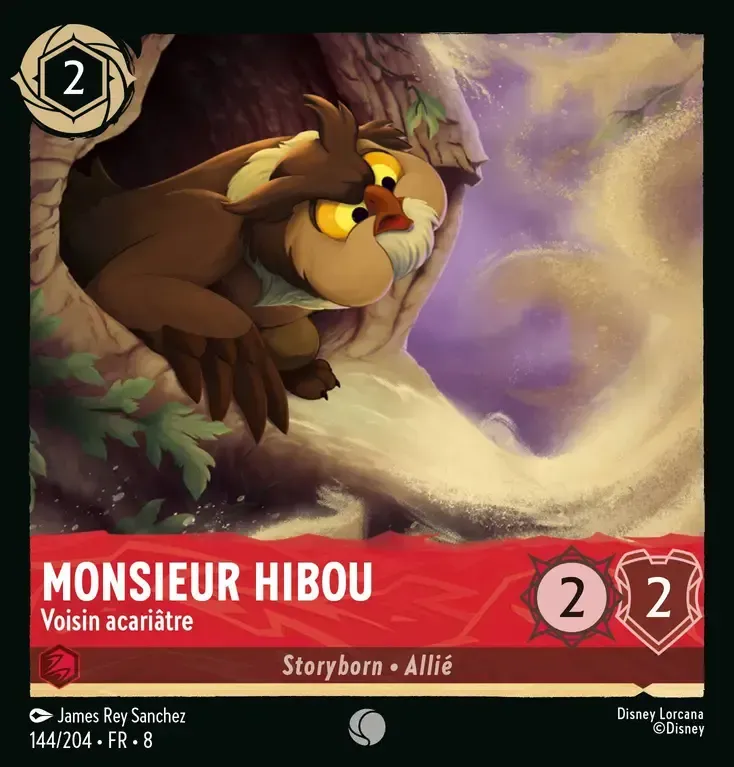 2
MONSIEUR HIBOU
Voisin acariâtre
2 2
Storyborn • Allié
James Rey Sanchez
144/204 • FR • 8
Disney Lorcana
©Disney